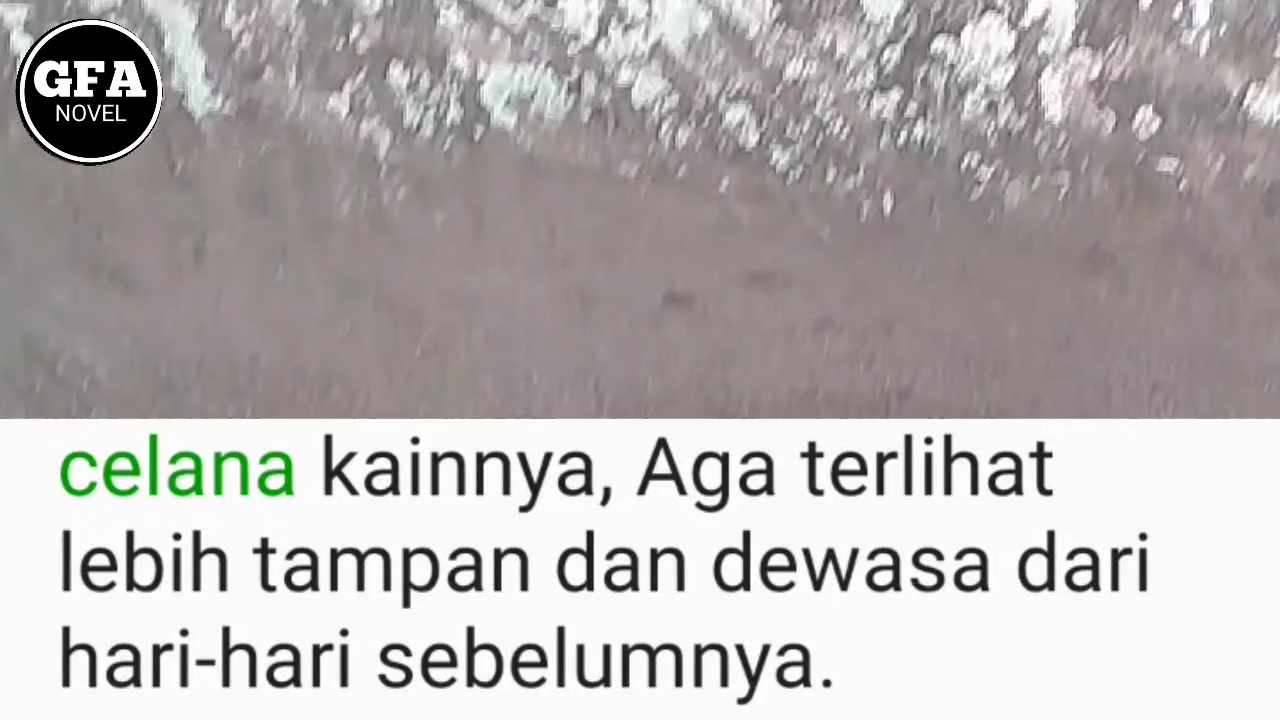 GFA
NOVEL
celana kainnya, Aga terlihat
lebih tampan dan dewasa dari
hari-hari sebelumnya.